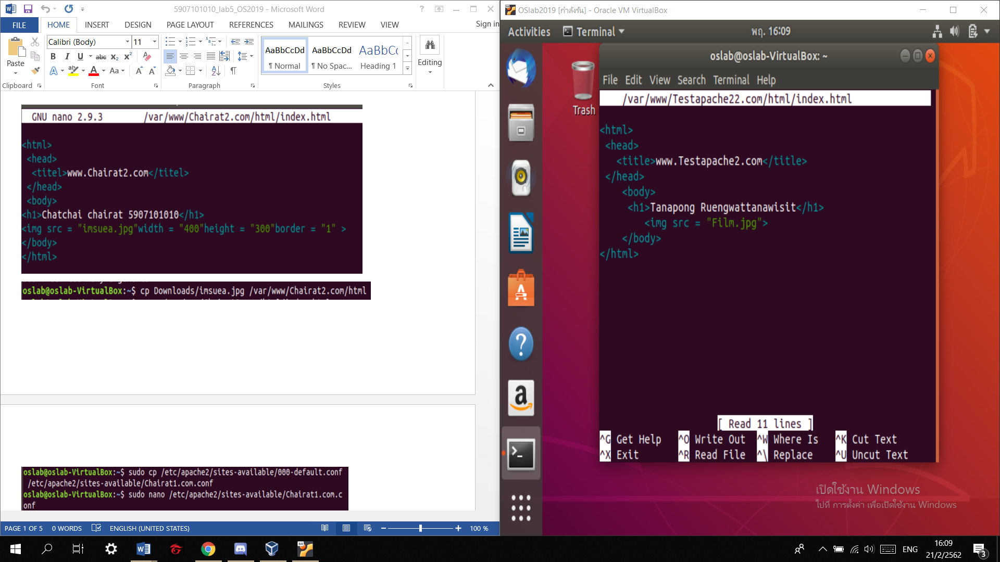 5907101010_lab5_OS2019 - Microsoft Word
FILE HOME INSERT DESIGN PAGE LAYOUT REFERENCES MAILINGS REVIEW VIEW Sign in
Paste
Calibri (Body) 11
B I U abc x₂ x²
A A Aa A A
AaBbCcDd AaBbCcDd AaBbCc
¶ Normal ¶ No Spac... Heading 1
Editing
Clipboard Font Paragraph Styles
GNU nano 2.9.3 /var/www/Chairat2.com/html/index.html
<html>
<head>
<titel>www.Chairat2.com</titel>
</head>
<body>
<h1>Chatchai chairat 5907101010</h1>
<img src = "imsuea.jpg"width = "400"height = "300"border = "1" >
</body>
</html>
oslab@oslab-VirtualBox:~$ cp Downloads/imsuea.jpg /var/www/Chairat2.com/html
oslab@oslab-VirtualBox:~$ sudo cp /etc/apache2/sites-available/000-default.conf
/etc/apache2/sites-available/Chairat1.com.conf
oslab@oslab-VirtualBox:~$ sudo nano /etc/apache2/sites-available/Chairat1.com.c
onf
PAGE 1 OF 5 0 WORDS ENGLISH (UNITED STATES) 100 %
OSlab2019 [กำลังรัน] - Oracle VM VirtualBox
Activities Terminal พฤ. 16:09
Trash
oslab@oslab-VirtualBox: ~
File Edit View Search Terminal Help
/var/www/Testapache22.com/html/index.html
<html>
<head>
<title>www.Testapache2.com</title>
</head>
<body>
<h1>Tanapong Ruengwattanawisit</h1>
<img src = "Film.jpg">
</body>
</html>
[ Read 11 lines ]
^G Get Help ^O Write Out ^W Where Is ^K Cut Text
^X Exit ^R Read File ^\ Replace ^U Uncut Text
เปิดใช้งาน Windows
ไปที่ การตั้งค่า เพื่อเปิดใช้งาน Windows
64
ENG
16:09
21/2/2562
3